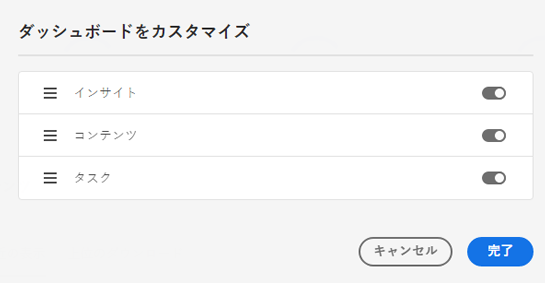 ダッシュボードをカスタマイズ
インサイト
コンテンツ
タスク
キャンセル 完了